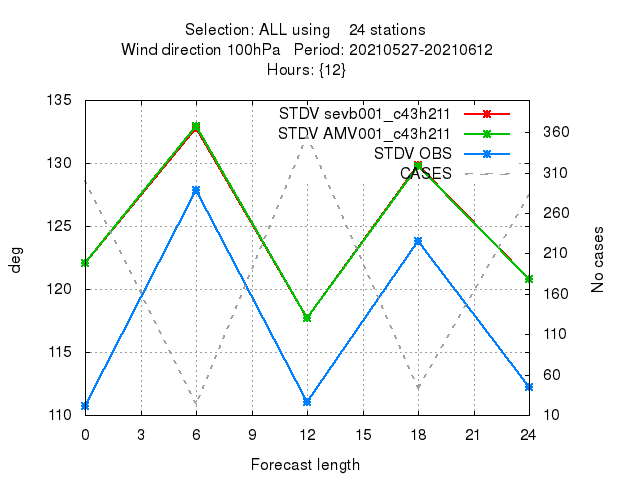 Selection: ALL using 24 stations
Wind direction 100hPa Period: 20210527-20210612
Hours: {12}
STDV sevb001_c43h211
STDV AMV001_c43h211
STDV OBS
CASES
135
130
125
120
115
110
deg
360
310
260
210
160
110
60
10
No cases
0 3 6 9 12 15 18 21 24
Forecast length